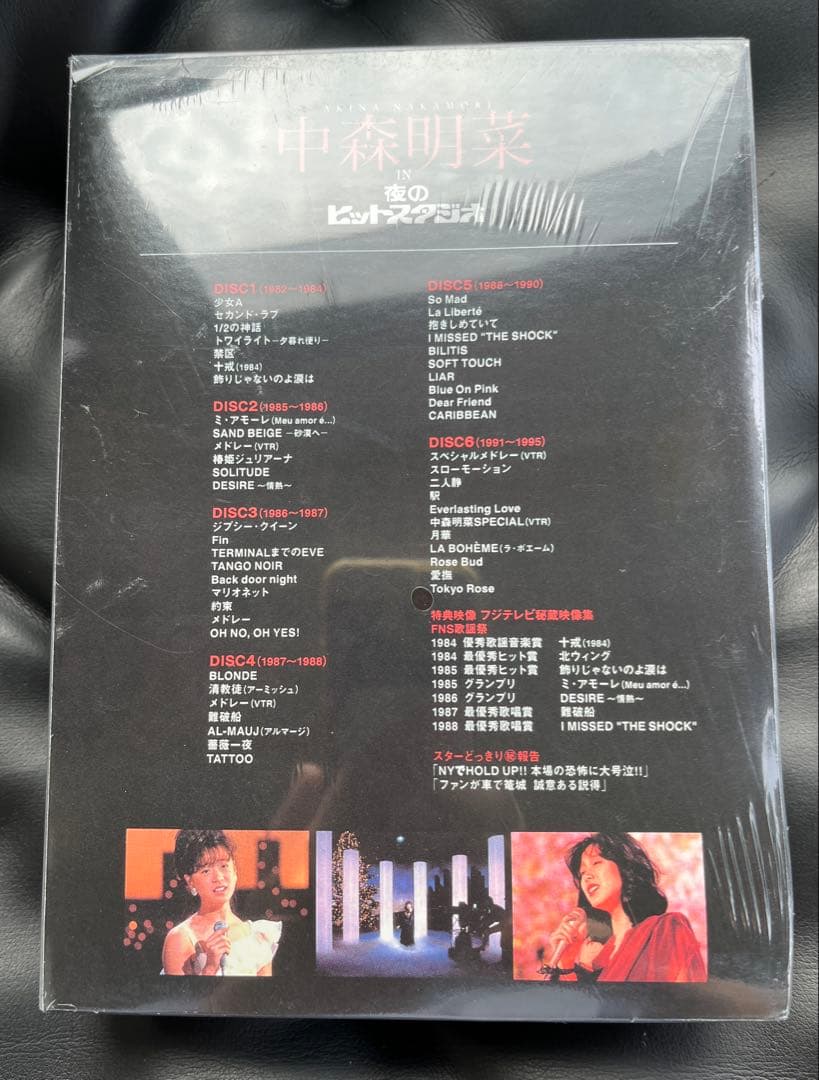 AKINA NAKAMORI
中森明菜
IN
夜の
ヒットスタジオ
DISC1(1982〜1984)
少女A
セカンド・ラブ
1/2の神話
トワイライト－夕暮れ便り－
禁区
十戒(1984)
飾りじゃないのよ涙は
DISC2(1985〜1986)
ミ・アモーレ(Meu amor é...)
SAND BEIGE －砂漠へ－
メドレー(VTR)
椿姫ジュリアーナ
SOLITUDE
DESIRE 〜情熱〜
DISC3(1986〜1987)
ジプシー・クイーン
Fin
TERMINALまでのEVE
TANGO NOIR
Back door night
マリオネット
約束
メドレー
OH NO, OH YES!
DISC4(1987〜1988)
BLONDE
清教徒(アーミッシュ)
メドレー(VTR)
難破船
AL-MAUJ(アルマージ)
薔薇一夜
TATTOO
DISC5(1988〜1990)
So Mad
La Liberté
抱きしめていて
I MISSED "THE SHOCK"
BILITIS
SOFT TOUCH
LIAR
Blue On Pink
Dear Friend
CARIBBEAN
DISC6(1991〜1995)
スペシャルメドレー(VTR)
スローモーション
二人静
駅
Everlasting Love
中森明菜SPECIAL(VTR)
月華
LA BOHÈME(ラ・ボエーム)
Rose Bud
愛撫
Tokyo Rose
特典映像 フジテレビ秘蔵映像集
FNS歌謡祭
1984 優秀歌謡音楽賞 十戒(1984)
1984 最優秀ヒット賞 北ウィング
1985 最優秀ヒット賞 飾りじゃないのよ涙は
1985 グランプリ ミ・アモーレ(Meu amor é...)
1986 グランプリ DESIRE 〜情熱〜
1987 最優秀歌唱賞 難破船
1988 最優秀歌唱賞 I MISSED "THE SHOCK"
スターどっきり㊙報告
「NYでHOLD UP!! 本場の恐怖に大号泣!!」
「ファンが車で篭城 誠意ある説得」